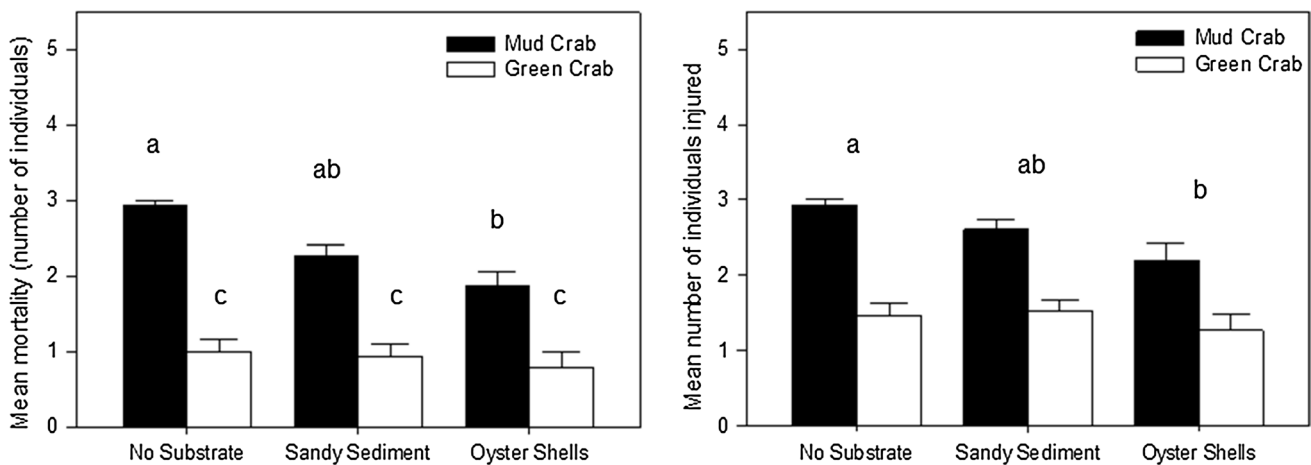 Mean mortality (number of individuals)
5
4
3
2
1
0
Mud Crab
Green Crab
a
ab
b
c
c
c
No Substrate
Sandy Sediment
Oyster Shells
Mean number of individuals injured
5
4
3
2
1
0
Mud Crab
Green Crab
a
ab
b
No Substrate
Sandy Sediment
Oyster Shells